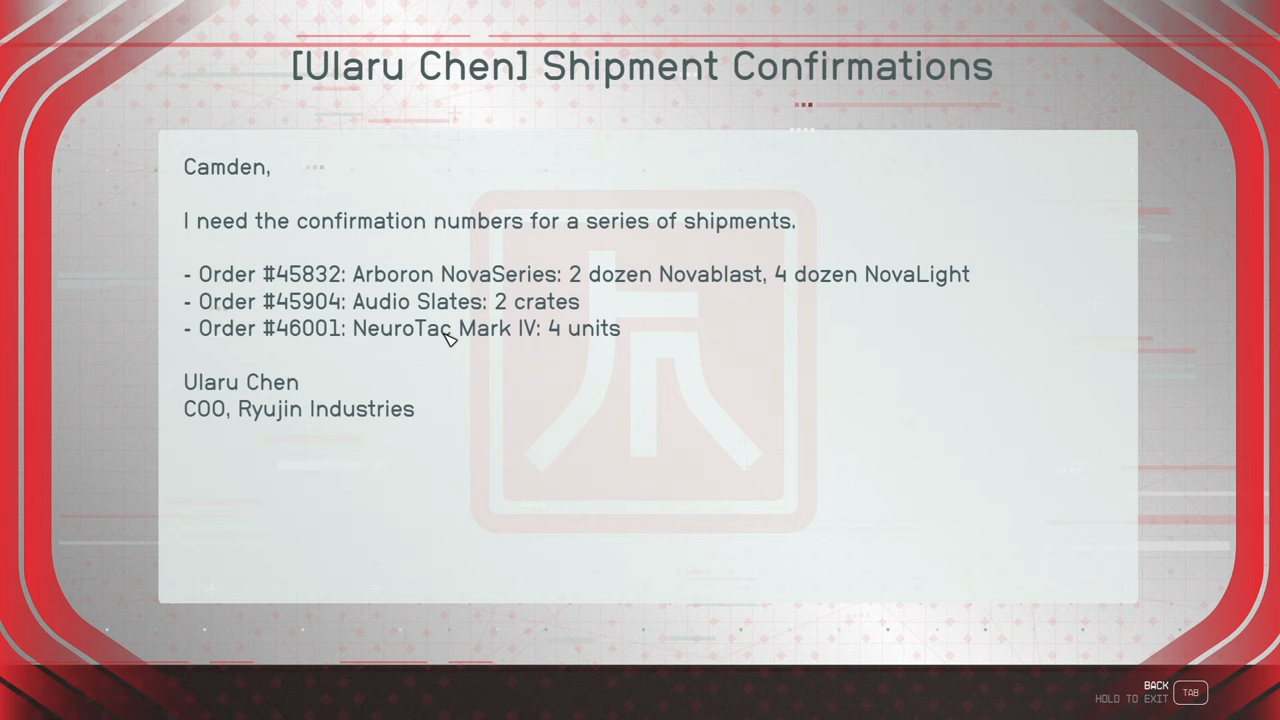 [Ularu Chen] Shipment Confirmations
Camden,
I need the confirmation numbers for a series of shipments.
- Order #45832: Arboron NovaSeries: 2 dozen Novablast, 4 dozen NovaLight
- Order #45904: Audio Slates: 2 crates
- Order #46001: NeuroTac Mark IV: 4 units
Ularu Chen
COO, Ryujin Industries
BACK
HOLD TO EXIT
TAB